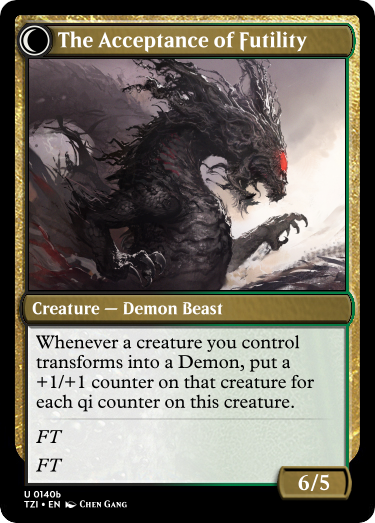 The Acceptance of Futility
Creature — Demon Beast
Whenever a creature you control
transforms into a Demon, put a
+1/+1 counter on that creature for
each qi counter on this creature.
FT
FT
6/5
U 0140b
TZI • EN Chen Gang